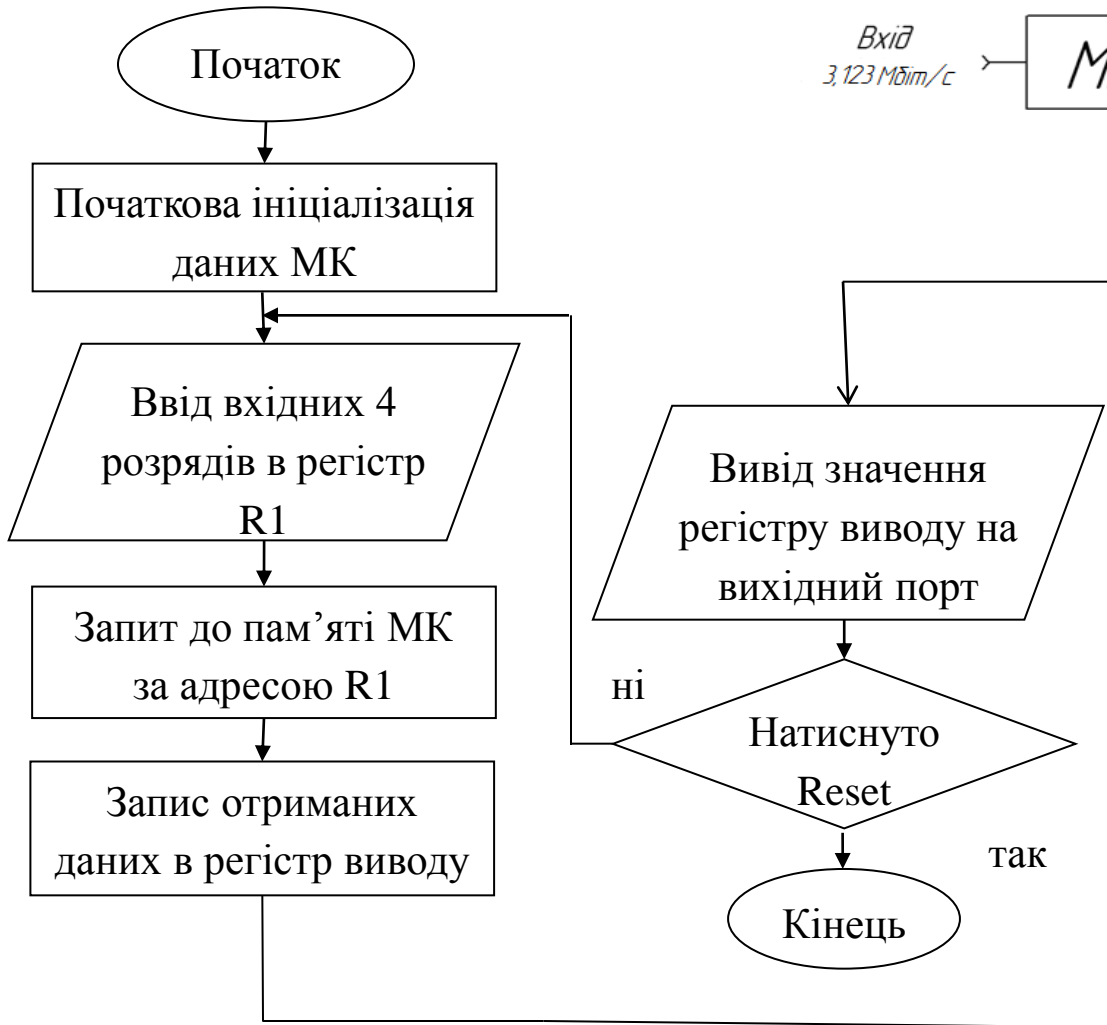 Початок
Початкова ініціалізація
даних МК
Ввід вхідних 4
розрядів в регістр
R1
Запит до пам’яті МК
за адресою R1
Запис отриманих
даних в регістр виводу
Вхід
3,123 Мбіт/с
Вивід значення
регістру виводу на
вихідний порт
ні
Натиснуто
Reset
так
Кінець